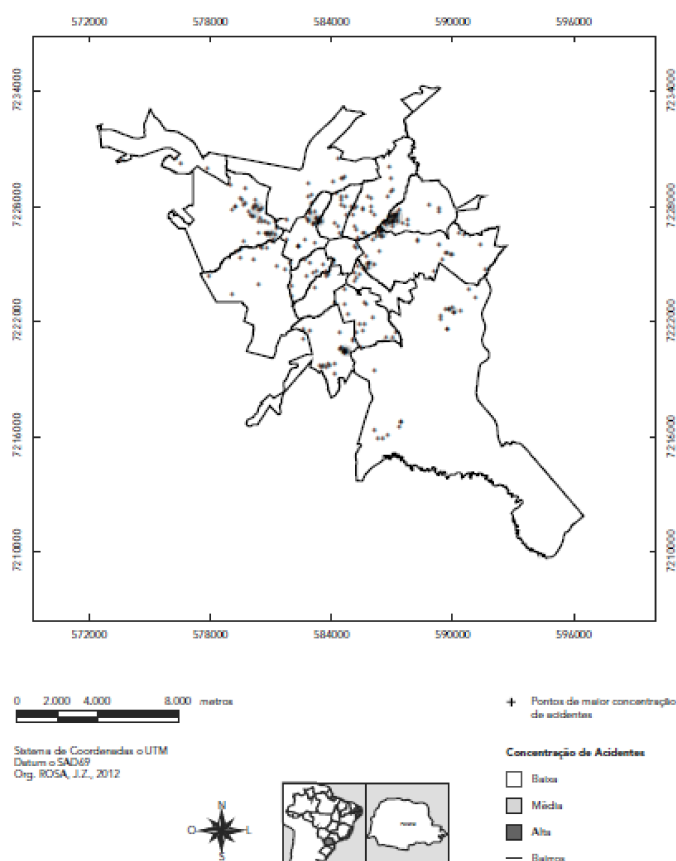 572000 578000 584000 590000 596000
7234000 7234000
7228000 7228000
7222000 7222000
7216000 7216000
7210000 7210000
572000 578000 584000 590000 596000
0 2.000 4.000 8.000 metros
Pontos de maior concentração
de acidentes
Sistema de Coordenadas o UTM
Datum o SAD69
Org. ROSA, J.Z., 2012
Concentração de Acidentes
Baixa
Média
Alta
Bairros
N
O L
S